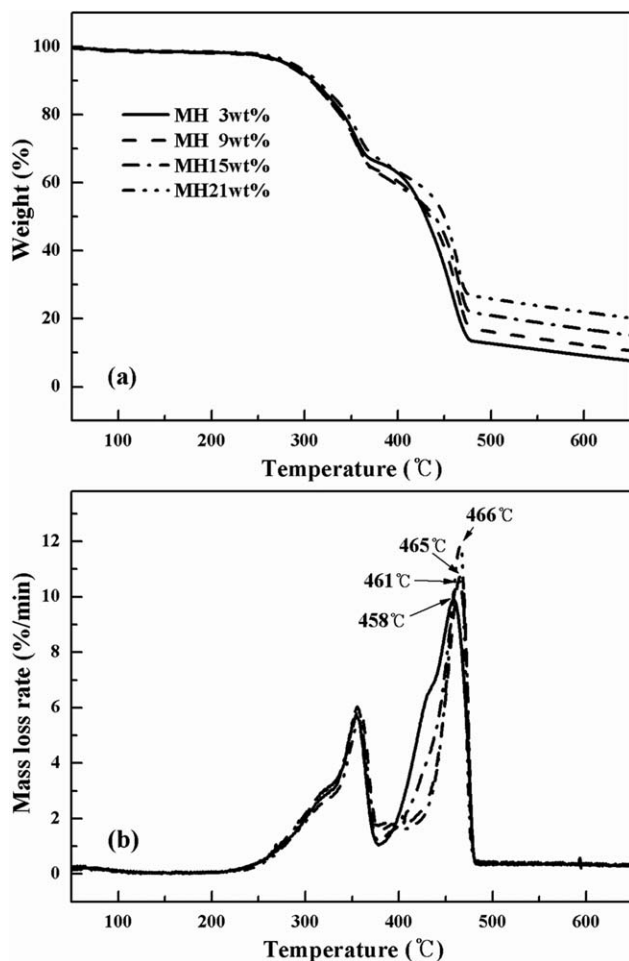 100
80
60
40
20
0
Weight (%)
MH 3wt%
MH 9wt%
MH15wt%
MH21wt%
(a)
100 200 300 400 500 600
Temperature (℃)
12
10
8
6
4
2
0
Mass loss rate (%/min)
466℃
465℃
461℃
458℃
(b)
100 200 300 400 500 600
Temperature (℃)